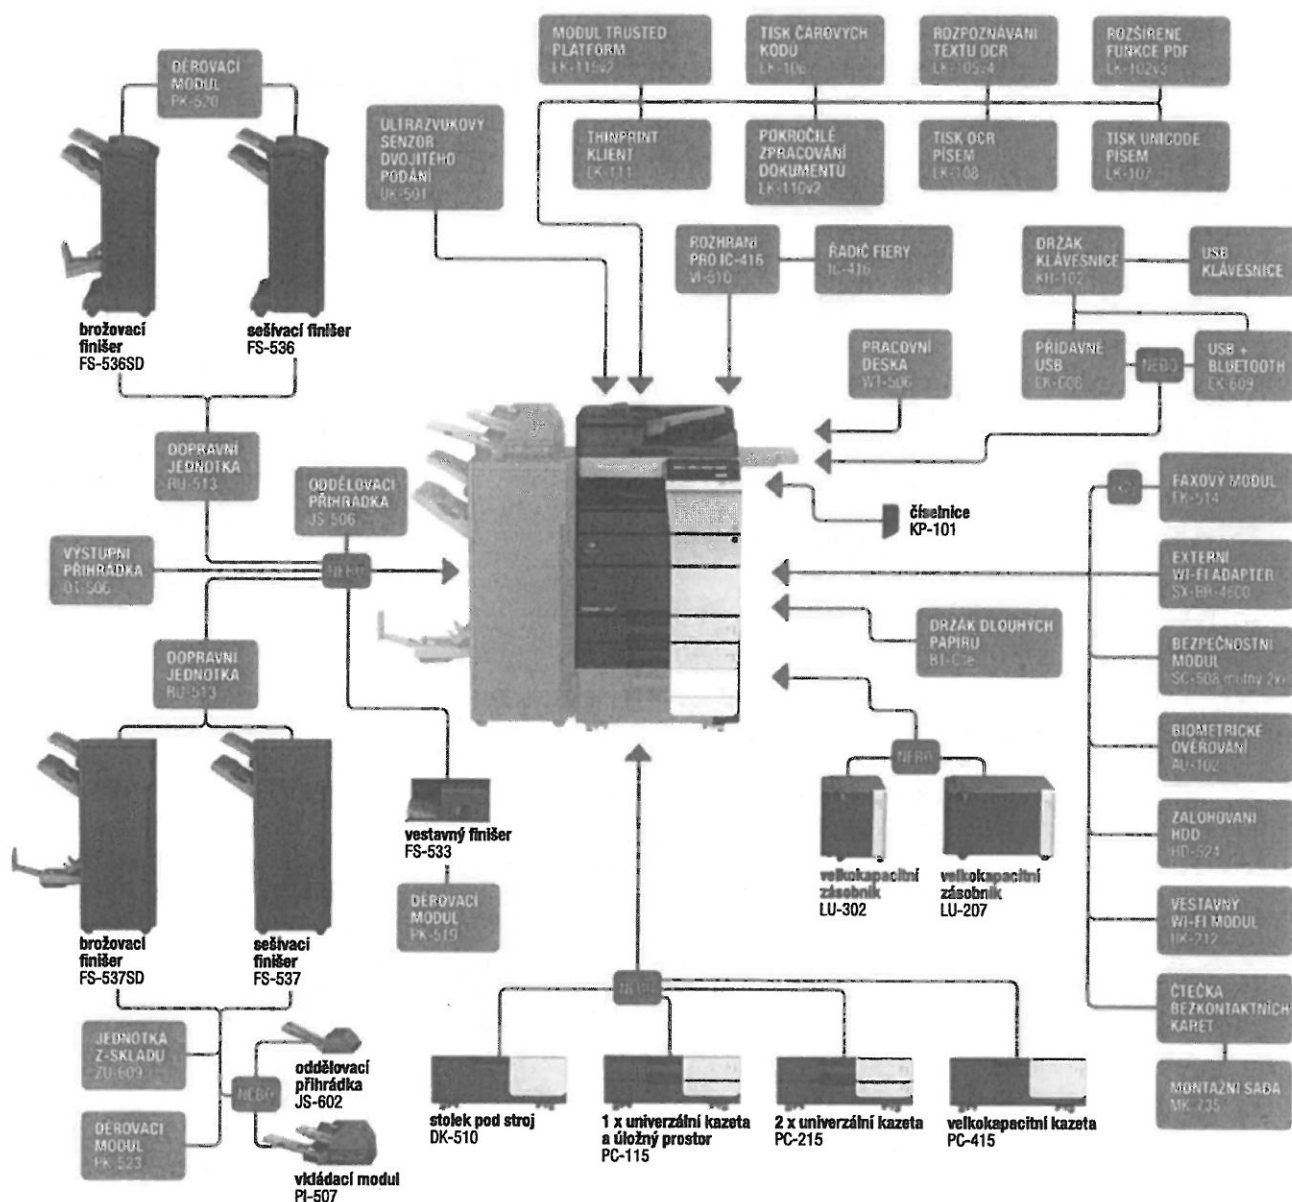 DĚROVACÍ
MODUL
PK-520
brožovací
finišer
FS-536SD
sešívací finišer
FS-536
ULTRAZVUKOVÝ
SENZOR
DVOJITÉHO
PODÁNÍ
UK-501
MODUL TRUSTED
PLATFORM
LK-115v2
TISK ČÁROVÝCH
KÓDŮ
LK-106
ROZPOZNÁVÁNÍ
TEXTU OCR
LK-105v4
ROZŠÍŘENÉ
FUNKCE PDF
LK-102v3
THINPRINT
KLIENT
LK-111
POKROČILÉ
ZPRACOVÁNÍ
DOKUMENTŮ
LK-110v2
TISK OCR
PÍSEM
LK-108
TISK UNICODE
PÍSEM
LK-107
ROZHRANÍ
PRO IC-416
VI-510
ŘADIČ FIERY
IC-416
DRŽÁK
KLÁVESNICE
KH-102
USB
KLÁVESNICE
PRACOVNÍ
DESKA
WT-506
PŘÍDAVNÉ
USB
EK-608
NEBO
USB +
BLUETOOTH
EK-609
DOPRAVNÍ
JEDNOTKA
RU-513
ODDĚLOVACÍ
PŘIHRÁDKA
JS-506
VÝSTUPNÍ
PŘIHRÁDKA
OT-506
NEBO
číselnice
KP-101
FAXOVÝ MODUL
FK-514
EXTERNÍ
WI-FI ADAPTER
SX-BR-4600
BEZPEČNOSTNÍ
MODUL
SC-508 (nutný 2x)
BIOMETRICKÉ
OVĚŘOVÁNÍ
AU-102
ZÁLOHOVÁNÍ
HDD
HD-524
VESTAVNÝ
WI-FI MODUL
UK-212
ČTEČKA
BEZKONTAKTNÍCH
KARET
MONTÁŽNÍ SADA
MK-735
DRŽÁK DLOUHÝCH
PAPÍRŮ
BT-C1e
NEBO
velkokapacitní
zásobník
LU-302
velkokapacitní
zásobník
LU-207
DOPRAVNÍ
JEDNOTKA
RU-513
brožovací
finišer
FS-537SD
sešívací
finišer
FS-537
vestavný finišer
FS-533
DĚROVACÍ
MODUL
PK-519
JEDNOTKA
Z-SKLADU
ZU-609
DĚROVACÍ
MODUL
PK-523
NEBO
oddělovací
přihrádka
JS-602
vkládací modul
PI-507
NEBO
stolek pod stroj
DK-510
1 x univerzální kazeta
a úložný prostor
PC-115
2 x univerzální kazeta
PC-215
velkokapacitní kazeta
PC-415